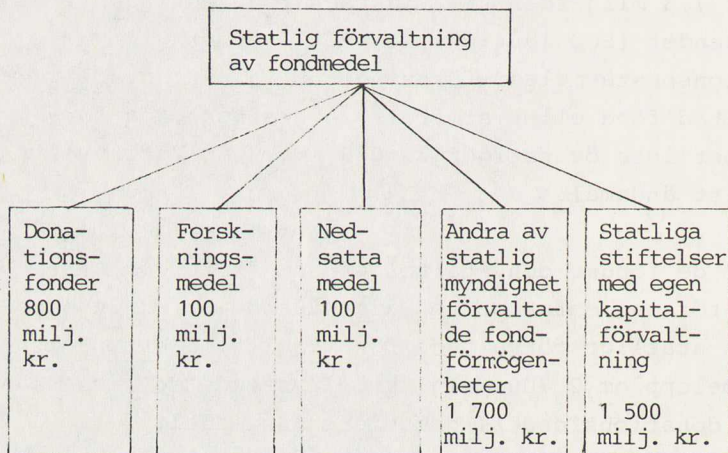 Statlig förvaltning
av fondmedel
Dona-
tions-
fonder
800
milj.
kr.
Forsk-
nings-
medel
100
milj.
kr.
Ned-
satta
medel
100
milj.
kr.
Andra av
statlig
myndighet
förvalta-
de fond-
förmögen-
heter
1 700
milj. kr.
Statliga
stiftelser
med egen
kapital-
förvalt-
ning
1 500
milj. kr.